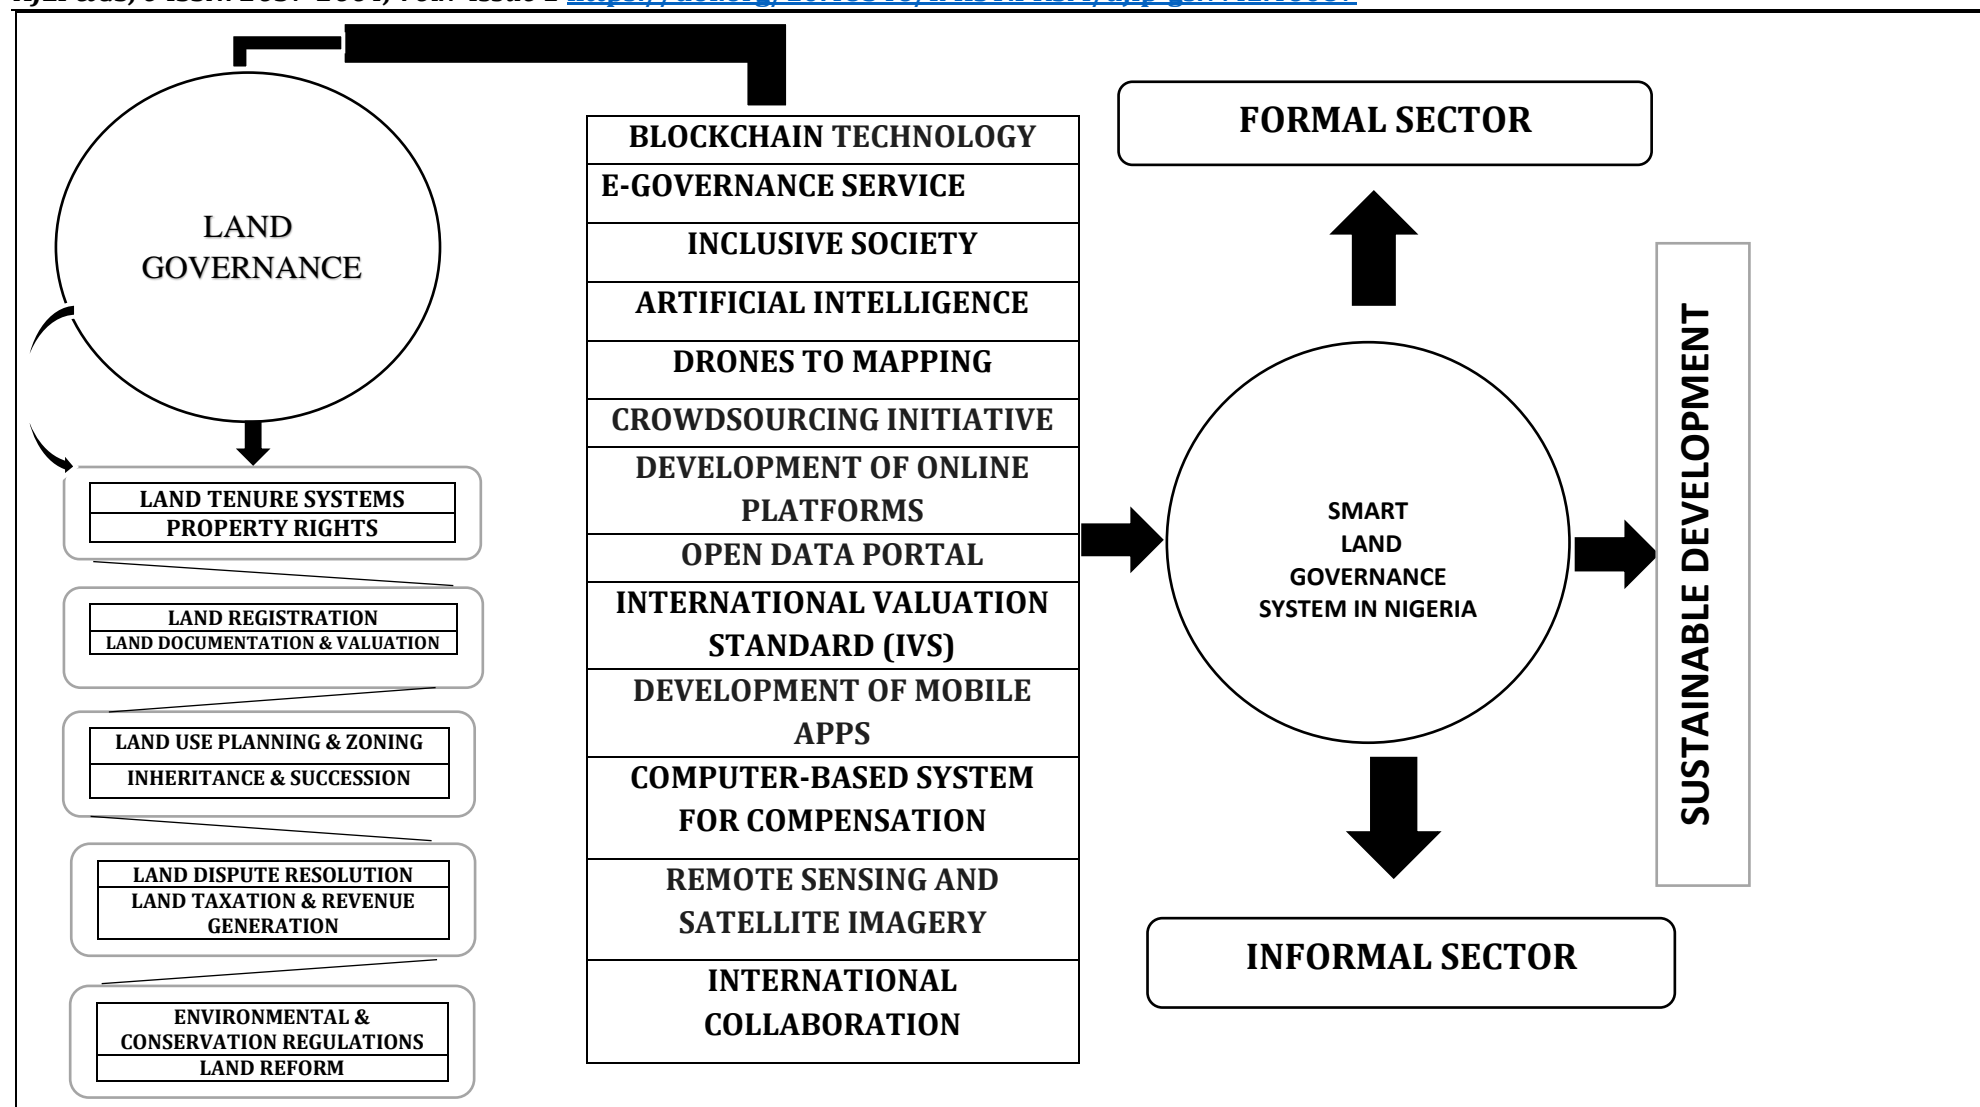 LAND
GOVERNANCE
LAND TENURE SYSTEMS
PROPERTY RIGHTS
LAND REGISTRATION
LAND DOCUMENTATION & VALUATION
LAND USE PLANNING & ZONING
INHERITANCE & SUCCESSION
LAND DISPUTE RESOLUTION
LAND TAXATION & REVENUE
GENERATION
ENVIRONMENTAL &
CONSERVATION REGULATIONS
LAND REFORM
BLOCKCHAIN TECHNOLOGY
E-GOVERNANCE SERVICE
INCLUSIVE SOCIETY
ARTIFICIAL INTELLIGENCE
DRONES TO MAPPING
CROWDSOURCING INITIATIVE
DEVELOPMENT OF ONLINE
PLATFORMS
OPEN DATA PORTAL
INTERNATIONAL VALUATION
STANDARD (IVS)
DEVELOPMENT OF MOBILE
APPS
COMPUTER-BASED SYSTEM
FOR COMPENSATION
REMOTE SENSING AND
SATELLITE IMAGERY
INTERNATIONAL
COLLABORATION
FORMAL SECTOR
SMART
LAND
GOVERNANCE
SYSTEM IN NIGERIA
INFORMAL SECTOR
SUSTAINABLE DEVELOPMENT